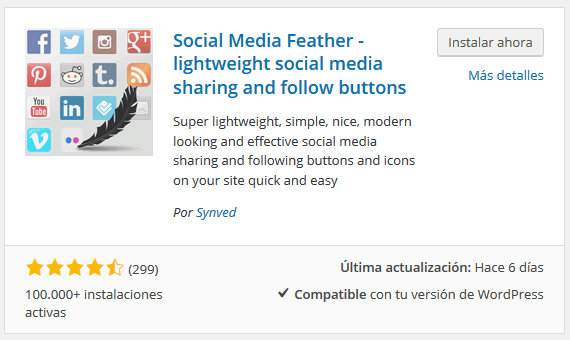 Social Media Feather -
lightweight social media
sharing and follow buttons
Instalar ahora
Más detalles
Super lightweight, simple, nice, modern
looking and effective social media
sharing and following buttons and icons
on your site quick and easy
Por Synved
(299)
100.000+ instalaciones
activas
Última actualización: Hace 6 días
Compatible con tu versión de WordPress
f
g+
t.
You
Tube
in